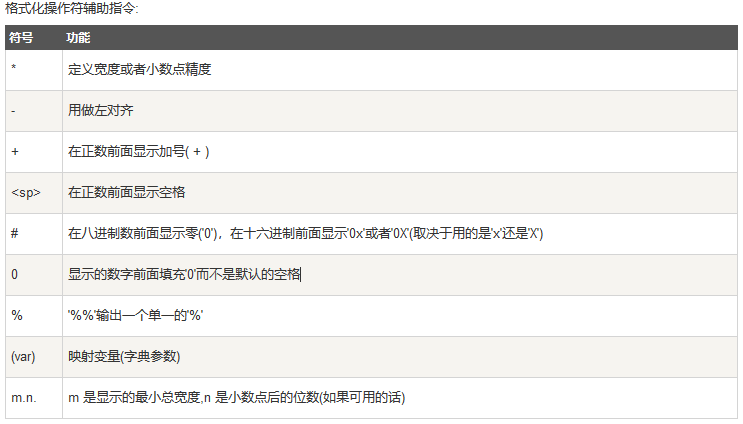 格式化操作符辅助指令:
符号 功能
* 定义宽度或者小数点精度
- 用做左对齐
+ 在正数前面显示加号( + )
<sp> 在正数前面显示空格
# 在八进制数前面显示零('0')，在十六进制前面显示'0x'或者'0X'(取决于用的是'x'还是'X')
0 显示的数字前面填充'0'而不是默认的空格
% '%%'输出一个单一的'%'
(var) 映射变量(字典参数)
m.n. m 是显示的最小总宽度,n 是小数点后的位数(如果可用的话)